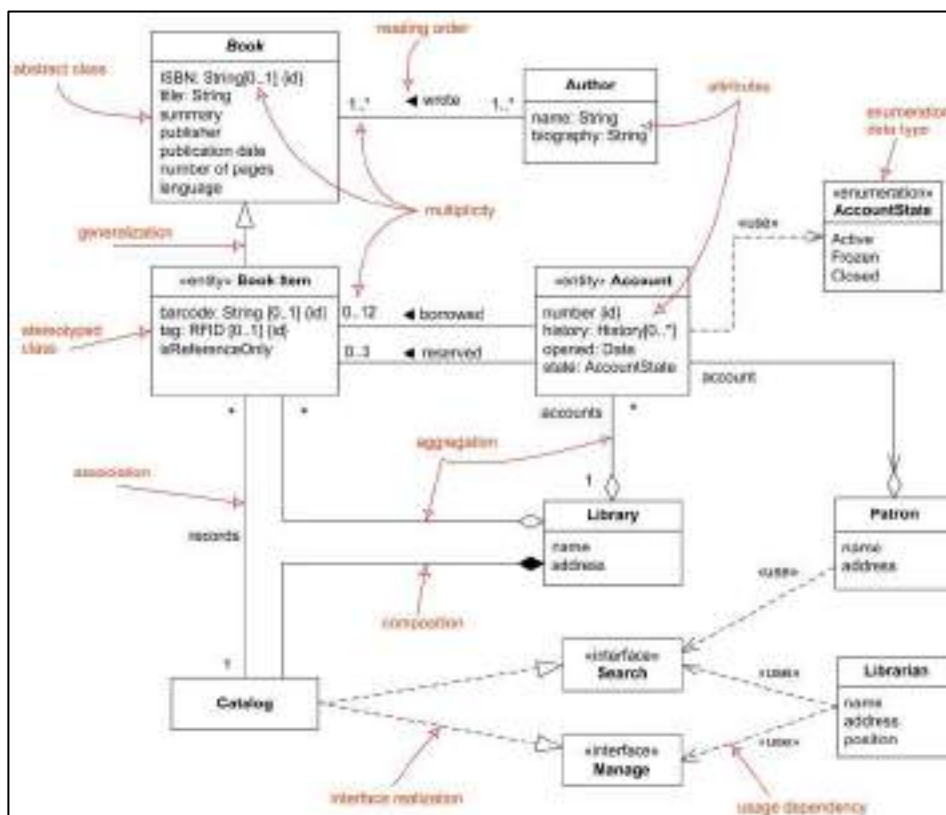 Book
ISBN: String[0..1] {id}
title: String
summary
publisher
publication date
number of pages
language
abstract class
reading order
1..*
◄ wrote
1..*
Author
name: String
biography: String
attributes
enumeration
data type
«enumeration»
AccountState
Active
Frozen
Closed
multiplicity
generalization
«use»
«entity» Book Item
barcode: String [0..1] {id}
tag: RFID [0..1] {id}
isReferenceOnly
0..12
◄ borrowed
0..3
◄ reserved
«entity» Account
number {id}
history: History[0..*]
opened: Date
state: AccountState
stereotyped
class
account
*
*
accounts
*
aggregation
association
1
Library
name
address
Patron
name
address
records
«use»
composition
1
Catalog
«interface»
Search
«use»
Librarian
name
address
position
«interface»
Manage
«use»
interface realization
usage dependency